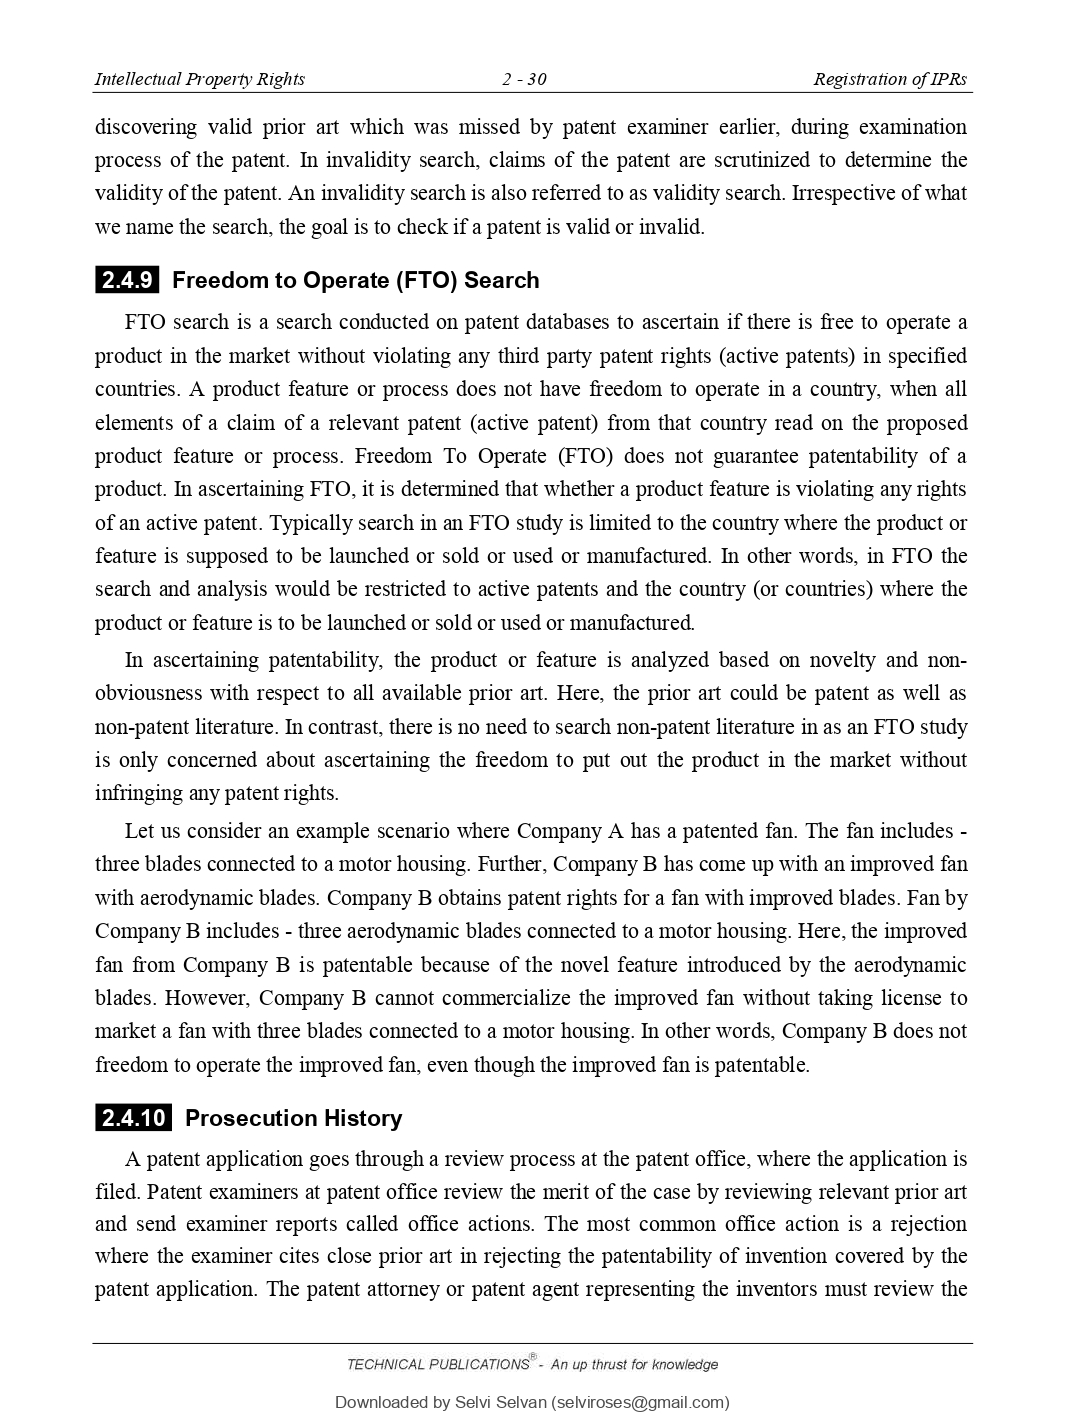 Intellectual Property Rights 2 - 30 Registration of IPRs
discovering valid prior art which was missed by patent examiner earlier, during examination
process of the patent. In invalidity search, claims of the patent are scrutinized to determine the
validity of the patent. An invalidity search is also referred to as validity search. Irrespective of what
we name the search, the goal is to check if a patent is valid or invalid.
2.4.9 Freedom to Operate (FTO) Search
FTO search is a search conducted on patent databases to ascertain if there is free to operate a
product in the market without violating any third party patent rights (active patents) in specified
countries. A product feature or process does not have freedom to operate in a country, when all
elements of a claim of a relevant patent (active patent) from that country read on the proposed
product feature or process. Freedom To Operate (FTO) does not guarantee patentability of a
product. In ascertaining FTO, it is determined that whether a product feature is violating any rights
of an active patent. Typically search in an FTO study is limited to the country where the product or
feature is supposed to be launched or sold or used or manufactured. In other words, in FTO the
search and analysis would be restricted to active patents and the country (or countries) where the
product or feature is to be launched or sold or used or manufactured.
In ascertaining patentability, the product or feature is analyzed based on novelty and non-
obviousness with respect to all available prior art. Here, the prior art could be patent as well as
non-patent literature. In contrast, there is no need to search non-patent literature in as an FTO study
is only concerned about ascertaining the freedom to put out the product in the market without
infringing any patent rights.
Let us consider an example scenario where Company A has a patented fan. The fan includes -
three blades connected to a motor housing. Further, Company B has come up with an improved fan
with aerodynamic blades. Company B obtains patent rights for a fan with improved blades. Fan by
Company B includes - three aerodynamic blades connected to a motor housing. Here, the improved
fan from Company B is patentable because of the novel feature introduced by the aerodynamic
blades. However, Company B cannot commercialize the improved fan without taking license to
market a fan with three blades connected to a motor housing. In other words, Company B does not
freedom to operate the improved fan, even though the improved fan is patentable.
2.4.10 Prosecution History
A patent application goes through a review process at the patent office, where the application is
filed. Patent examiners at patent office review the merit of the case by reviewing relevant prior art
and send examiner reports called office actions. The most common office action is a rejection
where the examiner cites close prior art in rejecting the patentability of invention covered by the
patent application. The patent attorney or patent agent representing the inventors must review the
TECHNICAL PUBLICATIONS® - An up thrust for knowledge
Downloaded by Selvi Selvan (selviroses@gmail.com)